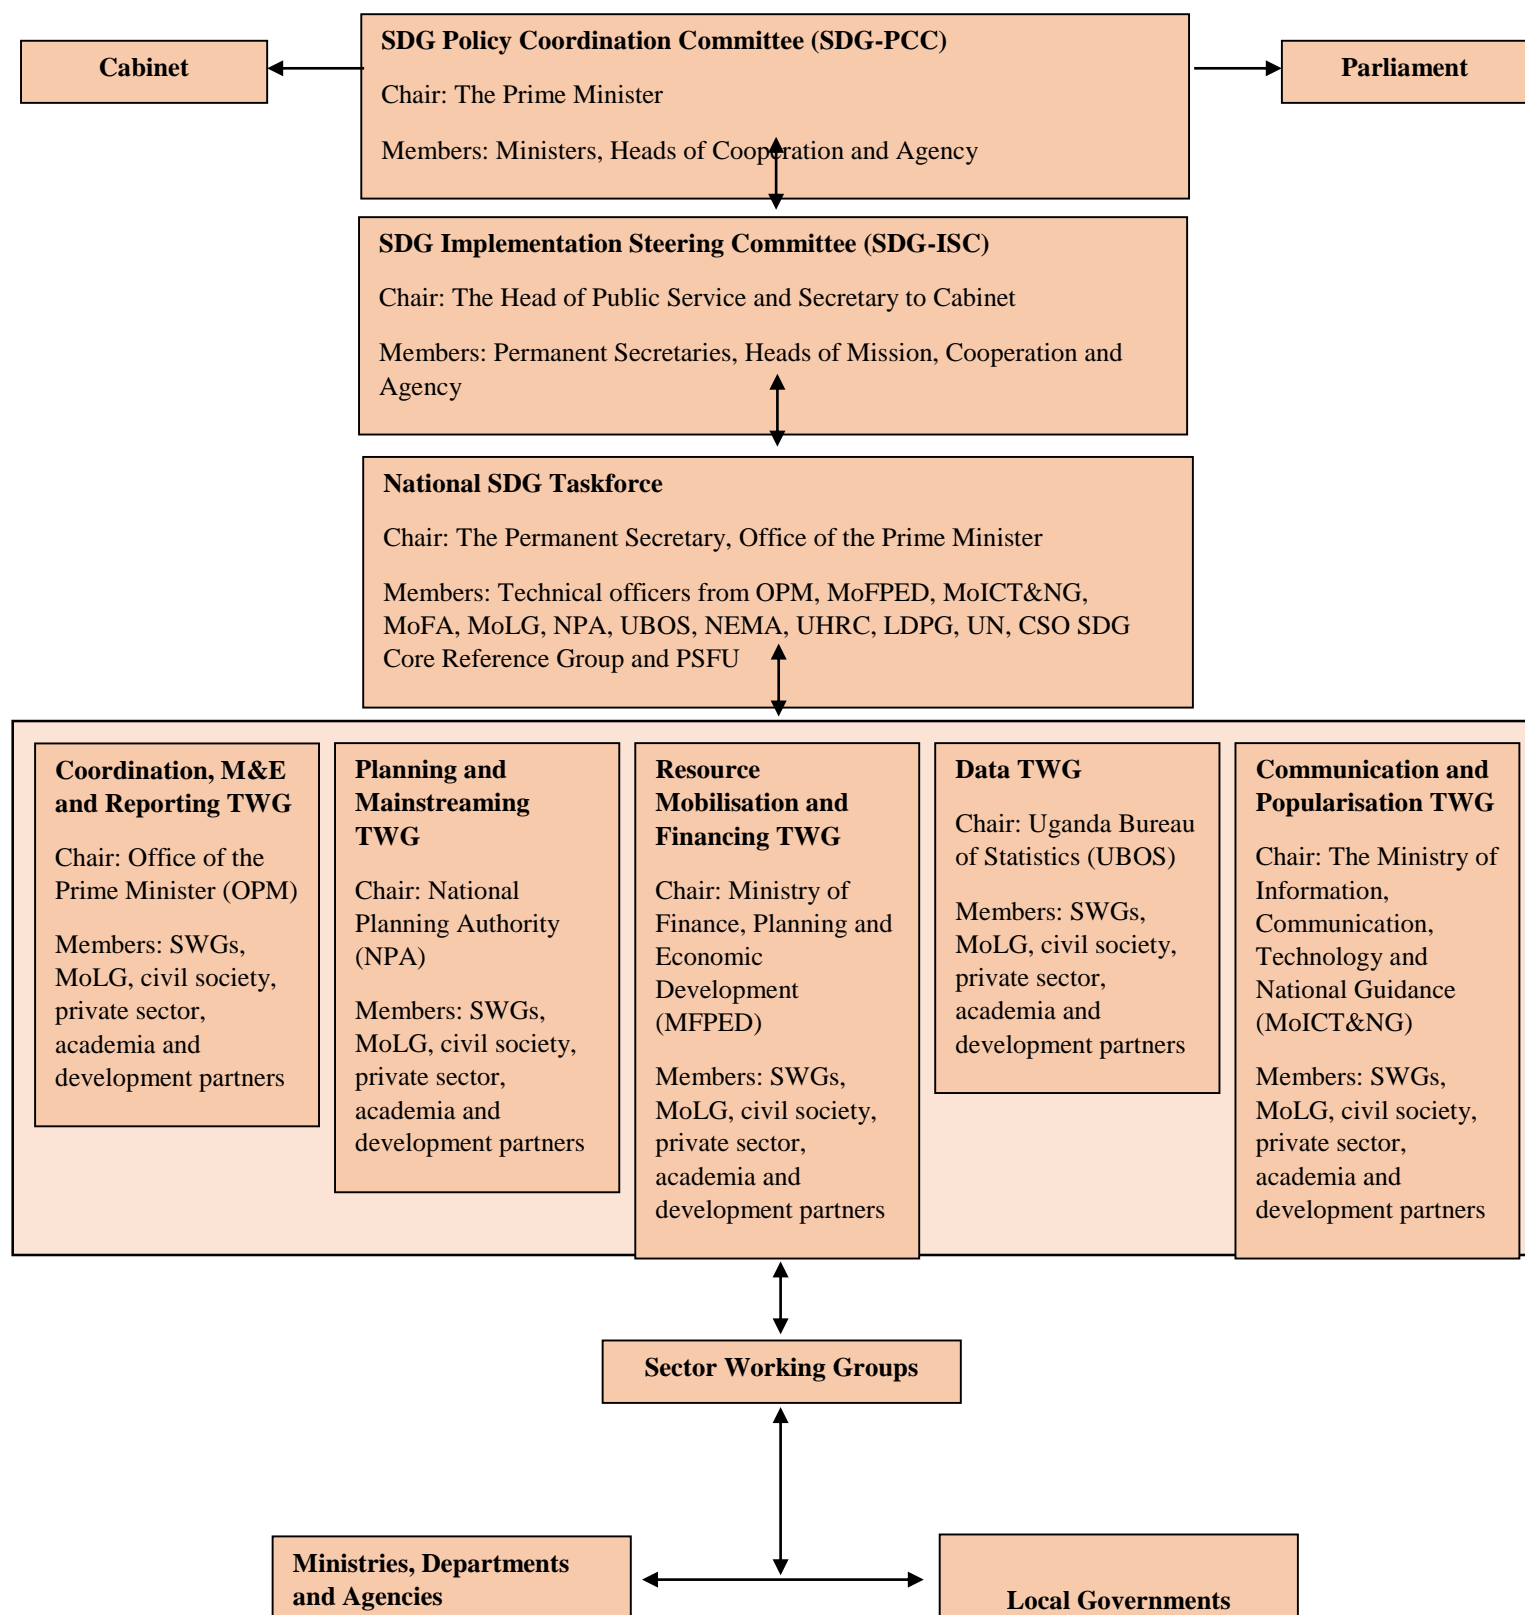 SDG Policy Coordination Committee (SDG-PCC)
Cabinet
Parliament
Chair: The Prime Minister
Members: Ministers, Heads of Cooperation and Agency
SDG Implementation Steering Committee (SDG-ISC)
Chair: The Head of Public Service and Secretary to Cabinet
Members: Permanent Secretaries, Heads of Mission, Cooperation and
Agency
National SDG Taskforce
Chair: The Permanent Secretary, Office of the Prime Minister
Members: Technical officers from OPM, MoFPED, MoICT&NG,
MoFA, MoLG, NPA, UBOS, NEMA, UHRC, LDPG, UN, CSO SDG
Core Reference Group and PSFU
Coordination, M&E
and Reporting TWG
Chair: Office of the
Prime Minister (OPM)
Members: SWGs,
MoLG, civil society,
private sector,
academia and
development partners
Planning and
Mainstreaming
TWG
Chair: National
Planning Authority
(NPA)
Members: SWGs,
MoLG, civil society,
private sector,
academia and
development partners
Resource
Mobilisation and
Financing TWG
Chair: Ministry of
Finance, Planning and
Economic
Development
(MFPED)
Members: SWGs,
MoLG, civil society,
private sector,
academia and
development partners
Data TWG
Chair: Uganda Bureau
of Statistics (UBOS)
Members: SWGs,
MoLG, civil society,
private sector,
academia and
development partners
Communication and
Popularisation TWG
Chair: The Ministry of
Information,
Communication,
Technology and
National Guidance
(MoICT&NG)
Members: SWGs,
MoLG, civil society,
private sector,
academia and
development partners
Sector Working Groups
Ministries, Departments
and Agencies
Local Governments